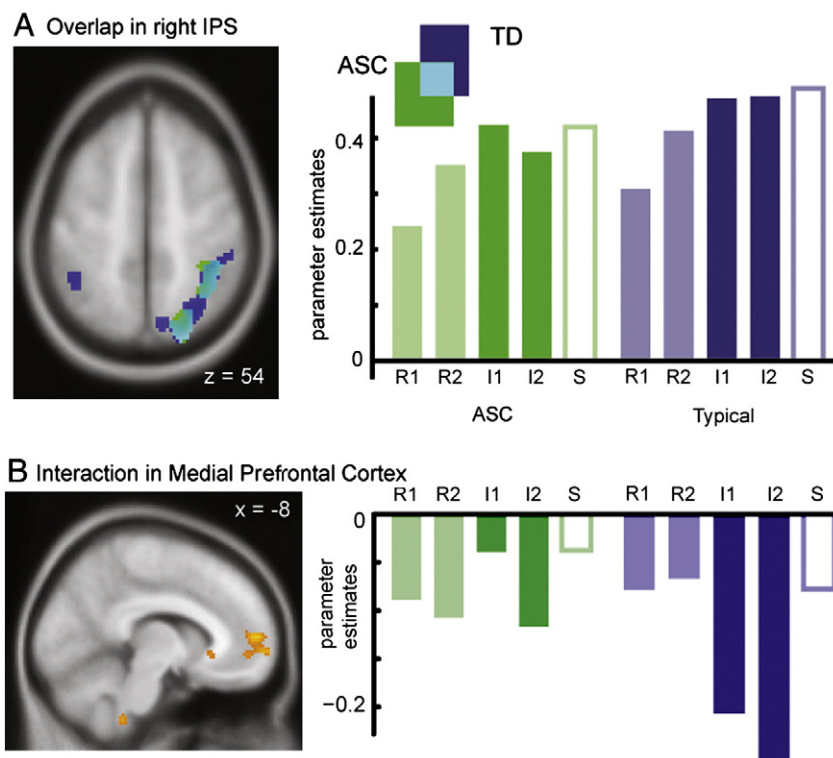 A Overlap in right IPS
TD
ASC
z = 54
parameter estimates
0.4
0.2
0
R1 R2 I1 I2 S R1 R2 I1 I2 S
ASC Typical
B Interaction in Medial Prefrontal Cortex
x = -8
R1 R2 I1 I2 S R1 R2 I1 I2 S
parameter
estimates
0
−0.2